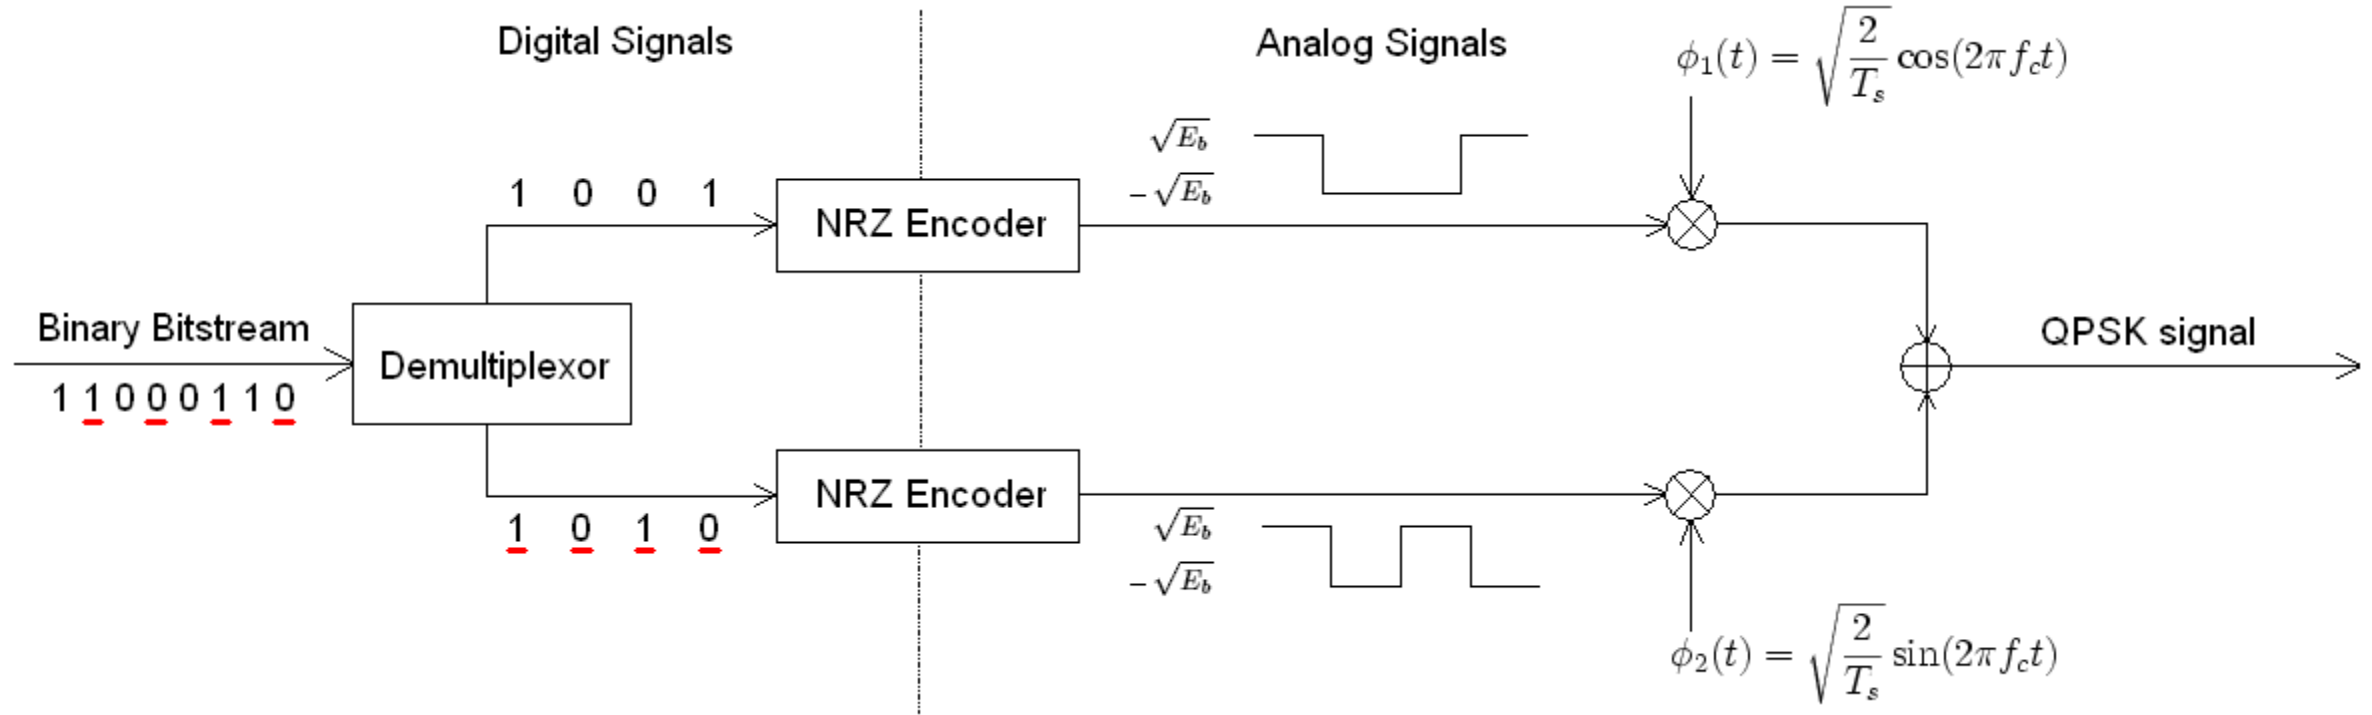 Digital Signals
Analog Signals
ϕ₁(t) = √(2/Tₛ) cos(2πf_c t)
√E_b
−√E_b
1 0 0 1
NRZ Encoder
Binary Bitstream
1 1 0 0 0 1 1 0
Demultiplexor
QPSK signal
NRZ Encoder
1 0 1 0
√E_b
−√E_b
ϕ₂(t) = √(2/Tₛ) sin(2πf_c t)